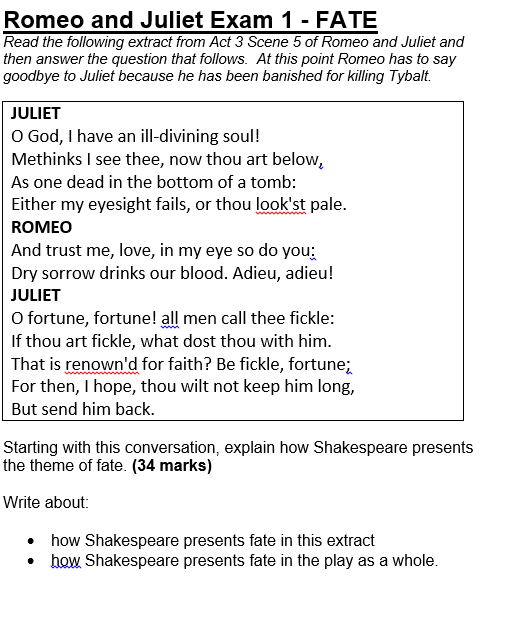 Romeo and Juliet Exam 1 - FATE
Read the following extract from Act 3 Scene 5 of Romeo and Juliet and
then answer the question that follows.  At this point Romeo has to say
goodbye to Juliet because he has been banished for killing Tybalt.
JULIET
O God, I have an ill-divining soul!
Methinks I see thee, now thou art below,
As one dead in the bottom of a tomb:
Either my eyesight fails, or thou look'st pale.
ROMEO
And trust me, love, in my eye so do you:
Dry sorrow drinks our blood. Adieu, adieu!
JULIET
O fortune, fortune! all men call thee fickle:
If thou art fickle, what dost thou with him.
That is renown'd for faith? Be fickle, fortune;
For then, I hope, thou wilt not keep him long,
But send him back.
Starting with this conversation, explain how Shakespeare presents
the theme of fate. (34 marks)
Write about:
• how Shakespeare presents fate in this extract
• how Shakespeare presents fate in the play as a whole.